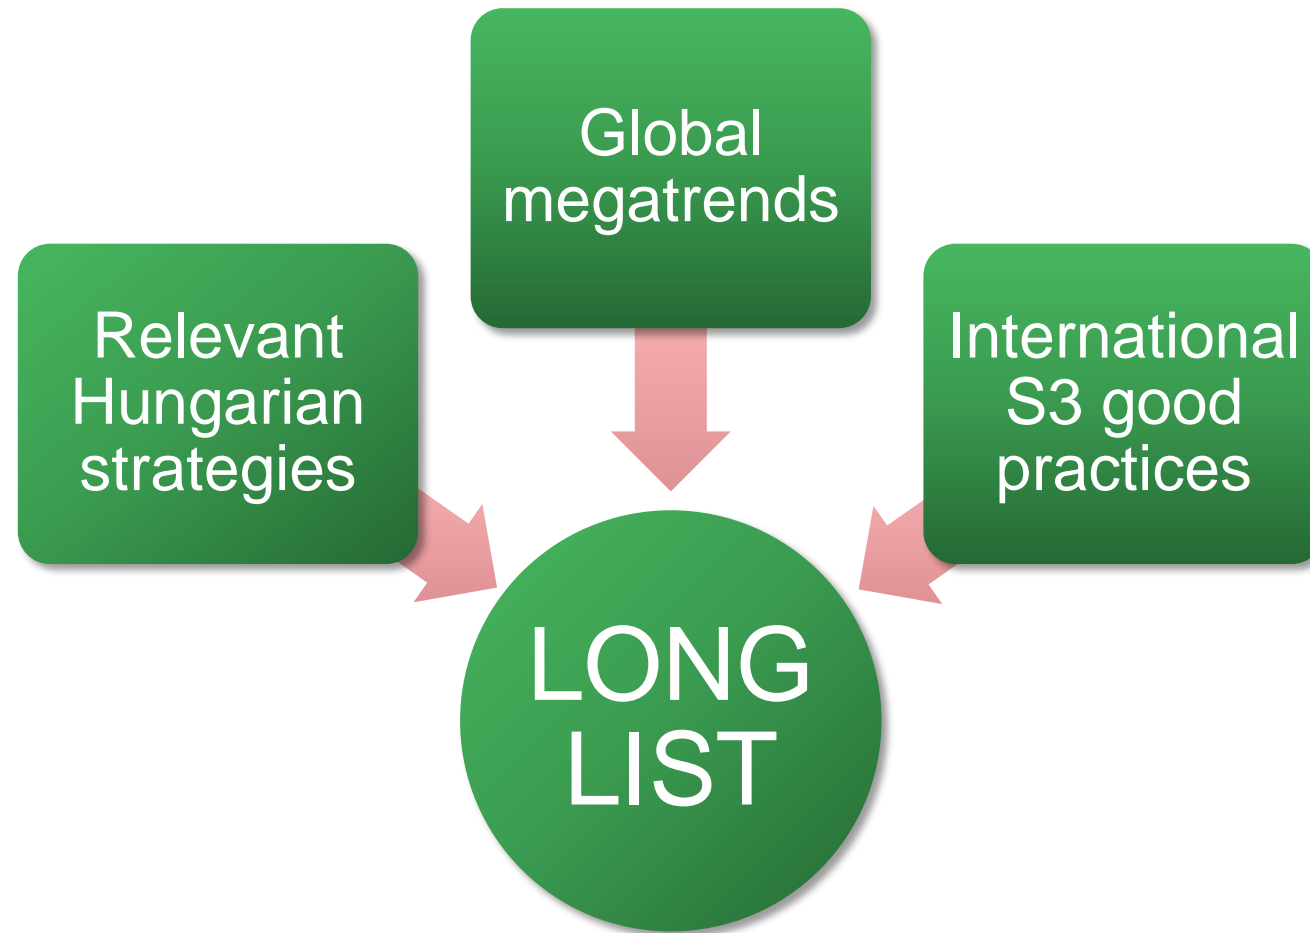 Global
megatrends
Relevant
Hungarian
strategies
International
S3 good
practices
LONG
LIST